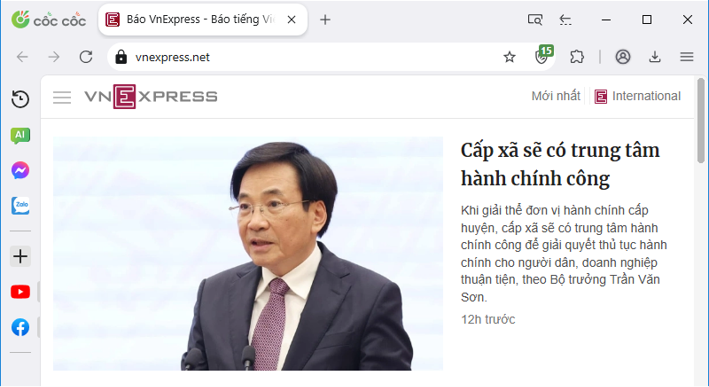 cốc cốc
Báo VnExpress - Báo tiếng Việ
vnexpress.net
15
VNEXPRESS
Mới nhất
International
AI
Zalo
Cấp xã sẽ có trung tâm
hành chính công
Khi giải thể đơn vị hành chính cấp
huyện, cấp xã sẽ có trung tâm hành
chính công để giải quyết thủ tục hành
chính cho người dân, doanh nghiệp
thuận tiện, theo Bộ trưởng Trần Văn
Sơn.
12h trước